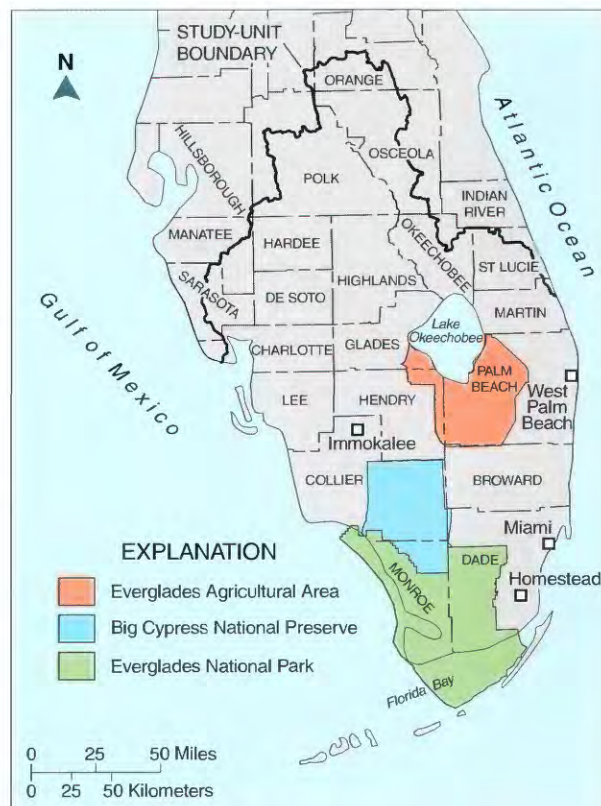 STUDY-UNIT
BOUNDARY
N
ORANGE
Atlantic Ocean
OSCEOLA
HILLSBOROUGH
POLK
INDIAN
RIVER
MANATEE
HARDEE
OKEECHOBEE
ST LUCIE
SARASOTA
HIGHLANDS
DE SOTO
MARTIN
Gulf of Mexico
Lake
Okeechobee
CHARLOTTE
GLADES
PALM
BEACH
LEE
HENDRY
West
Palm
Beach
Immokalee
COLLIER
BROWARD
Miami
EXPLANATION
DADE
Homestead
MONROE
Everglades Agricultural Area
Big Cypress National Preserve
Everglades National Park
Florida Bay
0 25 50 Miles
0 25 50 Kilometers